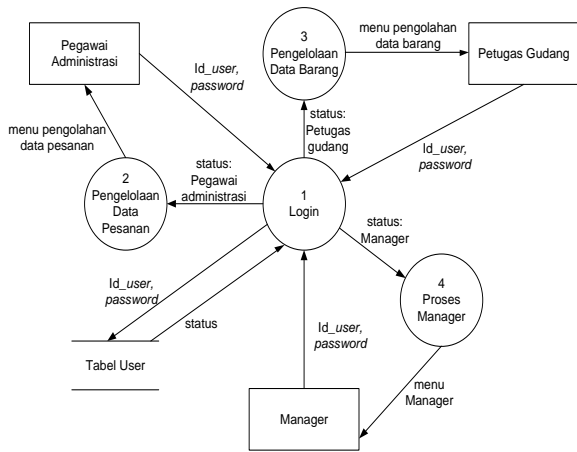 Pegawai
Administrasi
Id_user,
password
3
Pengelolaan
Data Barang
menu pengolahan
data barang
Petugas Gudang
menu pengolahan
data pesanan
status:
Petugas
gudang
Id_user,
password
2
Pengelolaan
Data
Pesanan
status:
Pegawai
administrasi
1
Login
status:
Manager
4
Proses
Manager
Id_user,
password
status
Id_user,
password
Tabel User
menu
Manager
Manager